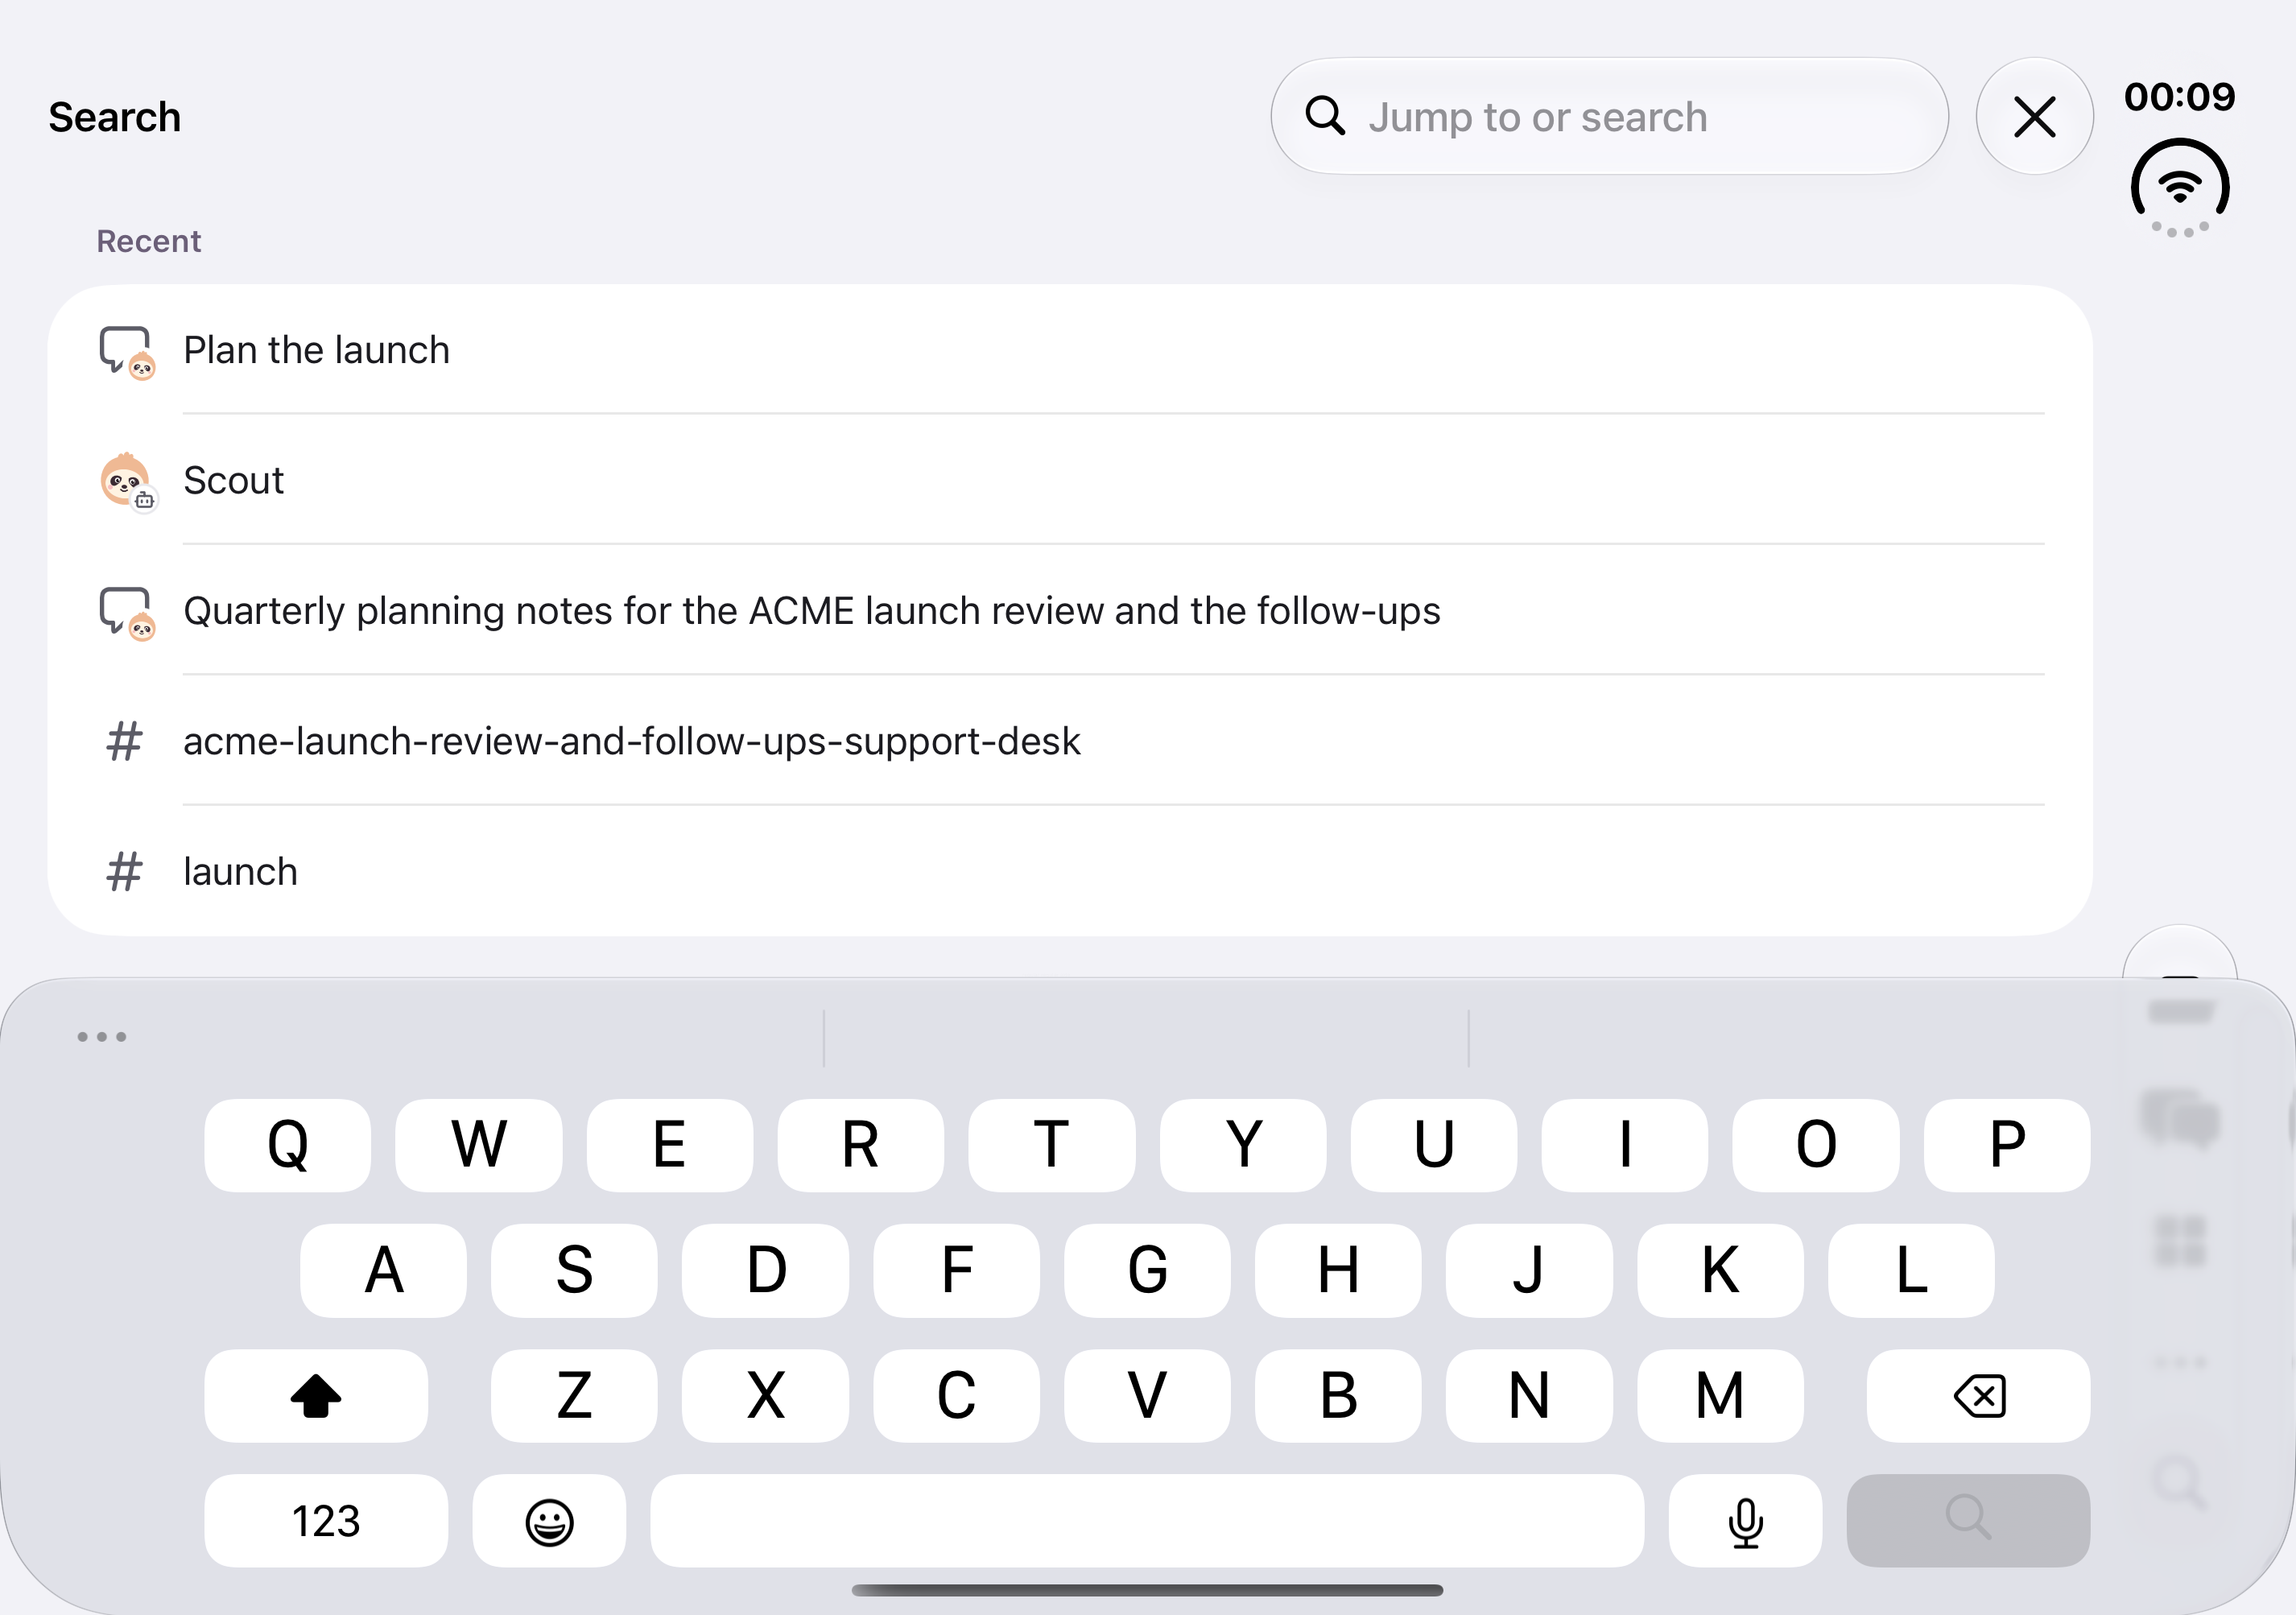 Search
Jump to or search
00:09
Recent
Plan the launch
Scout
Quarterly planning notes for the ACME launch review and the follow-ups
# acme-launch-review-and-follow-ups-support-desk
# launch
Q W E R T Y U I O P
A S D F G H J K L
Z X C V B N M
123